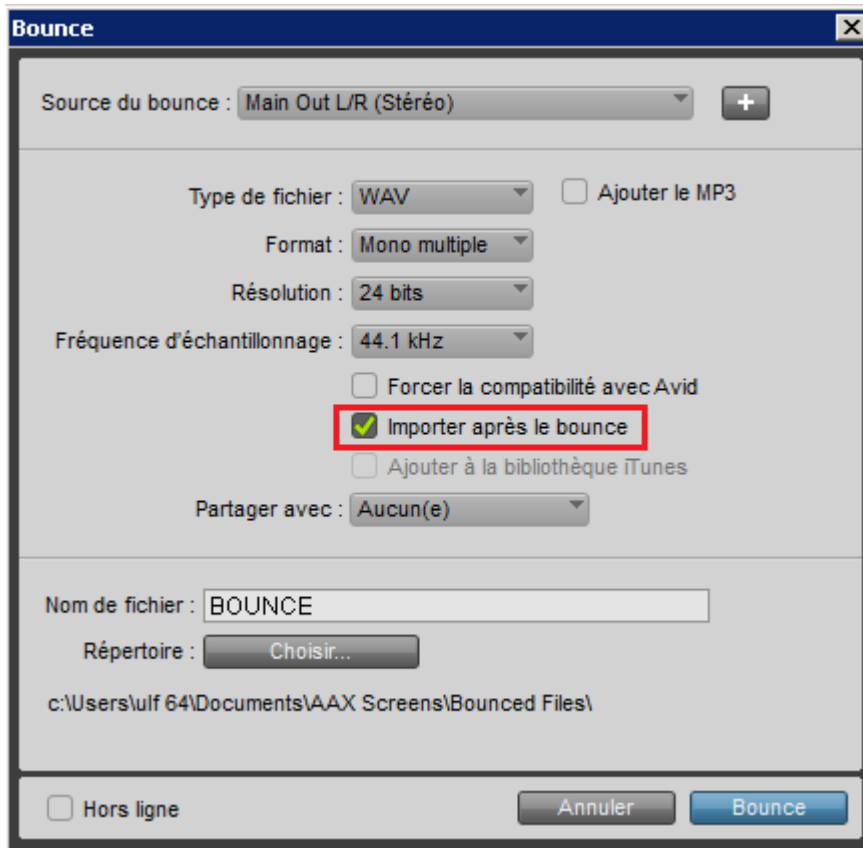 Bounce
Source du bounce : Main Out L/R (Stéréo) +
Type de fichier : WAV Ajouter le MP3
Format : Mono multiple
Résolution : 24 bits
Fréquence d'échantillonnage : 44.1 kHz
Forcer la compatibilité avec Avid
Importer après le bounce
Ajouter à la bibliothèque iTunes
Partager avec : Aucun(e)
Nom de fichier : BOUNCE
Répertoire : Choisir...
c:\Users\ulf 64\Documents\AAX Screens\Bounced Files\
Hors ligne Annuler Bounce